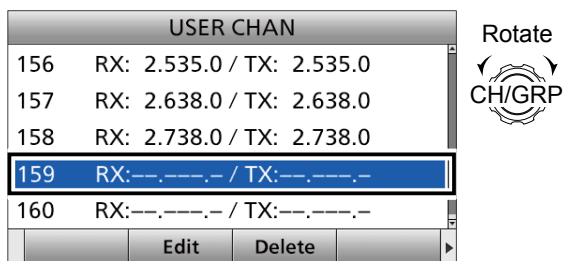 USER CHAN
156 RX: 2.535.0 / TX: 2.535.0
157 RX: 2.638.0 / TX: 2.638.0
158 RX: 2.738.0 / TX: 2.738.0
159 RX:––.–––.– / TX:––.–––.–
160 RX:––.–––.– / TX:––.–––.–
Edit Delete
Rotate
CH/GRP